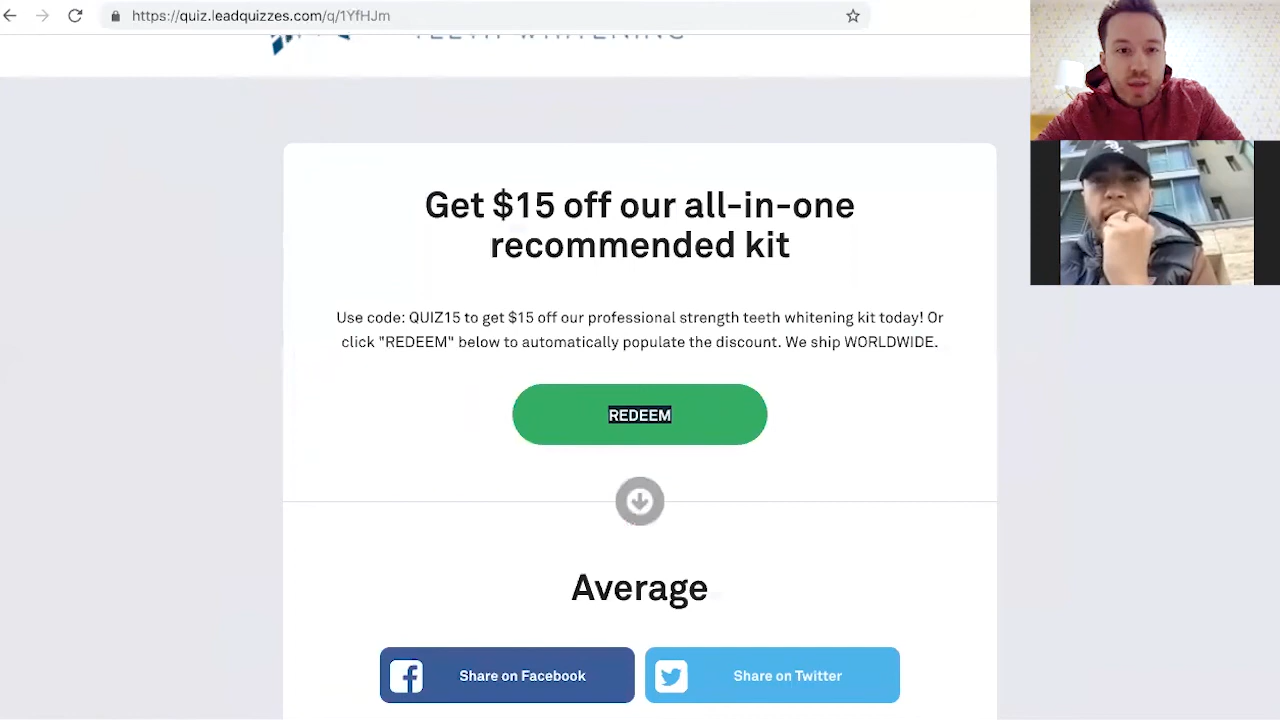 https://quiz.leadquizzes.com/q/1YfHJm
TEETH WHITENING
Get $15 off our all-in-one
recommended kit
Use code: QUIZ15 to get $15 off our professional strength teeth whitening kit today! Or
click "REDEEM" below to automatically populate the discount. We ship WORLDWIDE.
REDEEM
Average
Share on Facebook
Share on Twitter